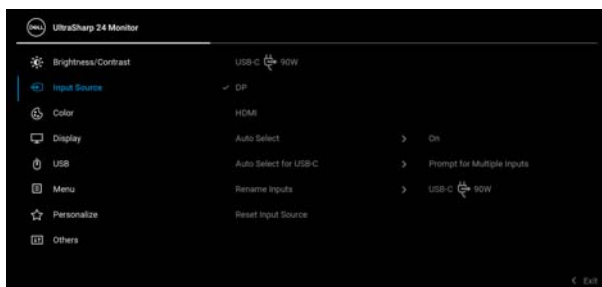 DELL UltraSharp 24 Monitor
Brightness/Contrast USB-C 90W
Input Source DP
Color HDMI
Display Auto Select On
USB Auto Select for USB-C Prompt for Multiple Inputs
Menu Rename Inputs USB-C 90W
Personalize Reset Input Source
Others
Exit